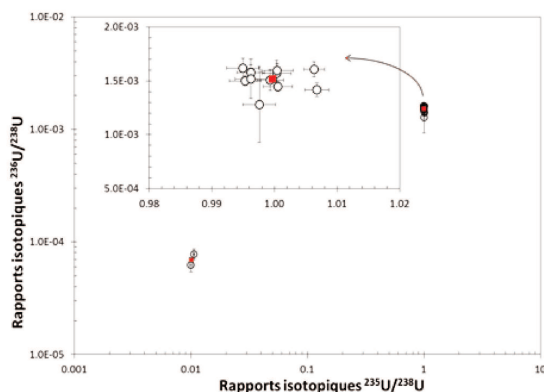 1.0E-02
2.0E-03
1.5E-03
1.0E-03
5.0E-04
0.98
0.99
1.00
1.01
1.02
1.0E-03
1.0E-04
1.0E-05
0.001
0.01
0.1
1
10
Rapports isotopiques ²³⁶U/²³⁸U
Rapports isotopiques ²³⁵U/²³⁸U